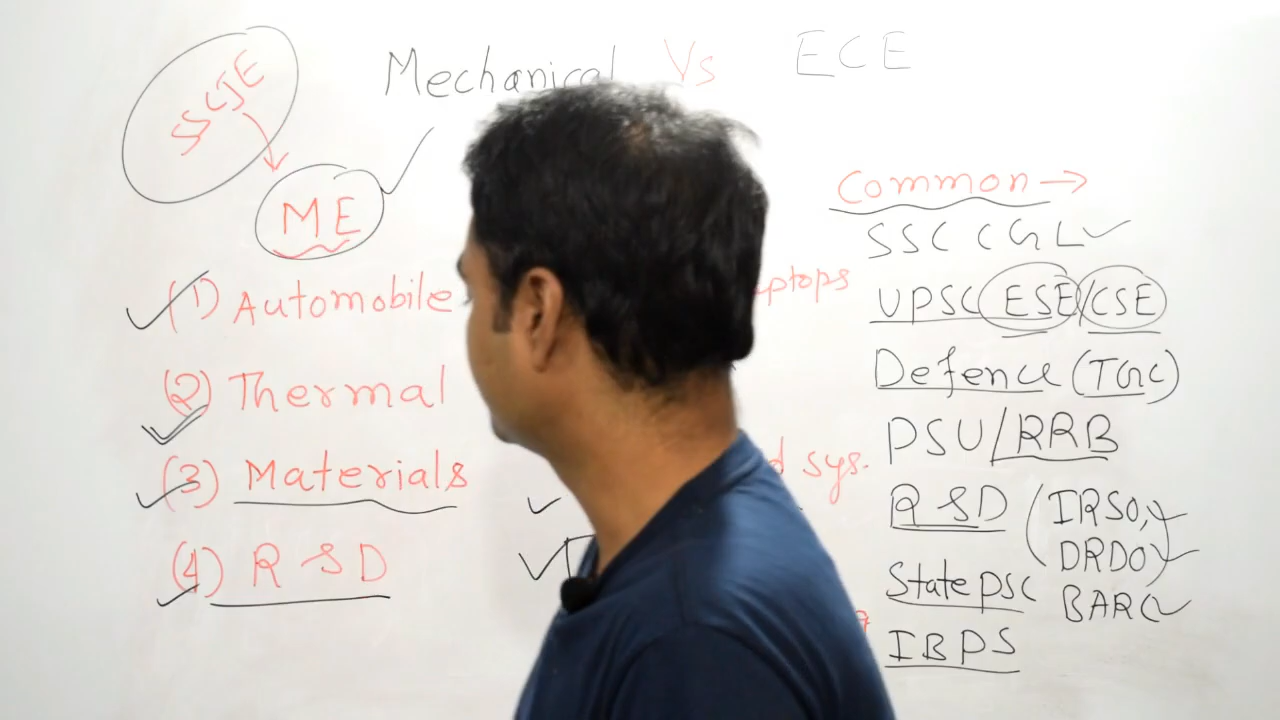 Mechanical Vs ECE
SSCJE
ME
(1) Automobile
(2) Thermal
(3) Materials
(4) R & D
sys.
Common →
SSC CGL
UPSC ESE/CSE
Defence (TGC)
PSU/RRB
R & D (IRSO,
DRDO)
BARC
State PSC
IBPS